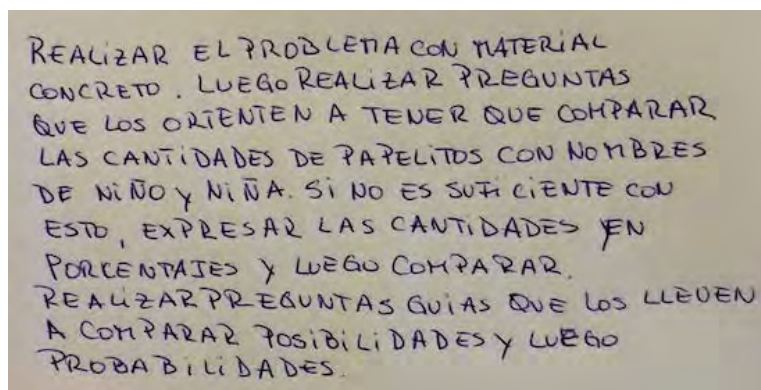 REALIZAR EL PROBLEMA CON MATERIAL
CONCRETO. LUEGO REALIZAR PREGUNTAS
QUE LOS ORIENTEN A TENER QUE COMPARAR
LAS CANTIDADES DE PAPELITOS CON NOMBRES
DE NIÑO Y NIÑA. SI NO ES SUFICIENTE CON
ESTO, EXPRESAR LAS CANTIDADES EN
PORCENTAJES Y LUEGO COMPARAR.
REALIZAR PREGUNTAS GUIAS QUE LOS LLEVEN
A COMPARAR POSIBILIDADES Y LUEGO
PROBABILIDADES.